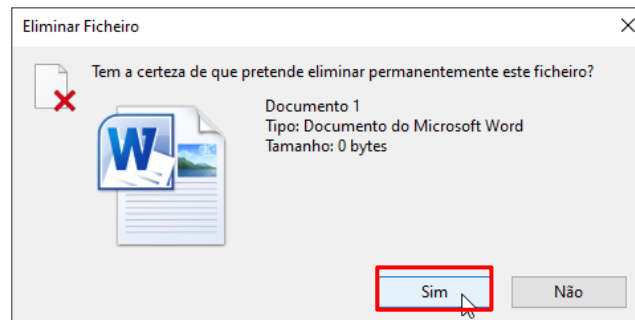 Eliminar Ficheiro
Tem a certeza de que pretende eliminar permanentemente este ficheiro?
Documento 1
Tipo: Documento do Microsoft Word
Tamanho: 0 bytes
W
Sim
Não